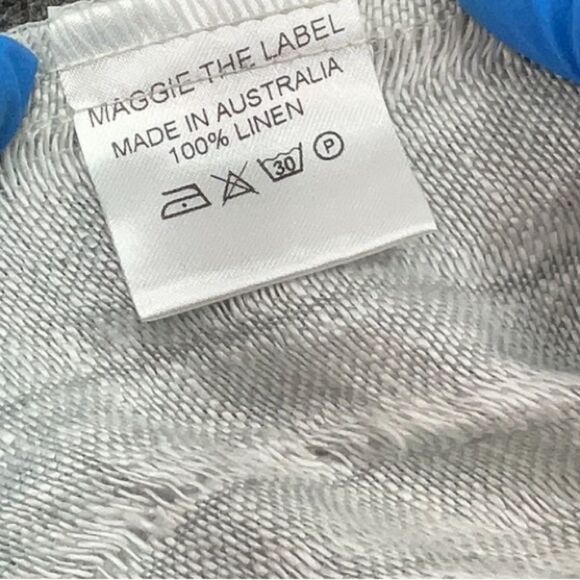 MAGGIE THE LABEL
MADE IN AUSTRALIA
100% LINEN
30 P